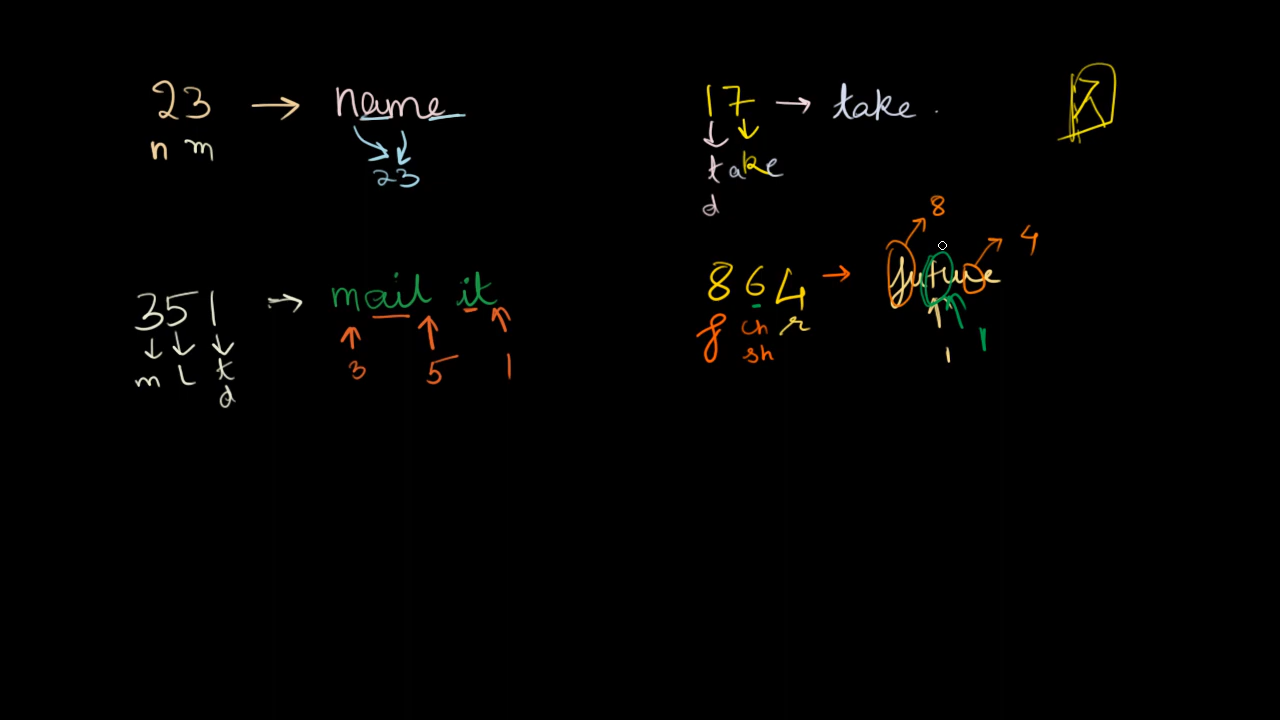 23 → name
n m
23
17 → take.
take
d
K
351 → mail it
m L t
d
3 5 1
864 → future
f ch r
sh
8
4
1
1